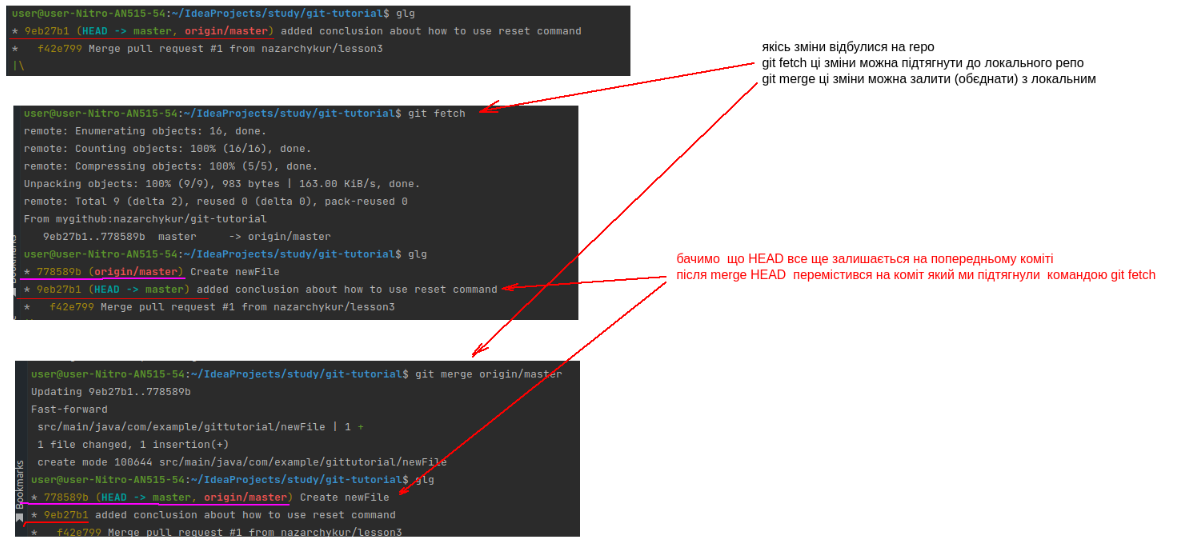 user@user-Nitro-AN515-54:~/IdeaProjects/study/git-tutorial$ glg
* 9eb27b1 (HEAD -> master, origin/master) added conclusion about how to use reset command
*   f42e799 Merge pull request #1 from nazarchykur/lesson3
|\
якісь зміни відбулися на repo
git fetch ці зміни можна підтягнути до локального репо
git merge ці зміни можна залити (обєднати) з локальним
user@user-Nitro-AN515-54:~/IdeaProjects/study/git-tutorial$ git fetch
remote: Enumerating objects: 16, done.
remote: Counting objects: 100% (16/16), done.
remote: Compressing objects: 100% (5/5), done.
Unpacking objects: 100% (9/9), 983 bytes | 163.00 KiB/s, done.
remote: Total 9 (delta 2), reused 0 (delta 0), pack-reused 0
From mygithub:nazarchykur/git-tutorial
   9eb27b1..778589b  master     -> origin/master
user@user-Nitro-AN515-54:~/IdeaProjects/study/git-tutorial$ glg
* 778589b (origin/master) Create newFile
* 9eb27b1 (HEAD -> master) added conclusion about how to use reset command
*   f42e799 Merge pull request #1 from nazarchykur/lesson3
бачимо що HEAD все ще залишається на попередньому коміті
після merge HEAD перемістився на коміт який ми підтягнули командою git fetch
user@user-Nitro-AN515-54:~/IdeaProjects/study/git-tutorial$ git merge origin/master
Updating 9eb27b1..778589b
Fast-forward
 src/main/java/com/example/gittutorial/newFile | 1 +
 1 file changed, 1 insertion(+)
 create mode 100644 src/main/java/com/example/gittutorial/newFile
user@user-Nitro-AN515-54:~/IdeaProjects/study/git-tutorial$ glg
* 778589b (HEAD -> master, origin/master) Create newFile
* 9eb27b1 added conclusion about how to use reset command
*   f42e799 Merge pull request #1 from nazarchykur/lesson3
Bookmarks